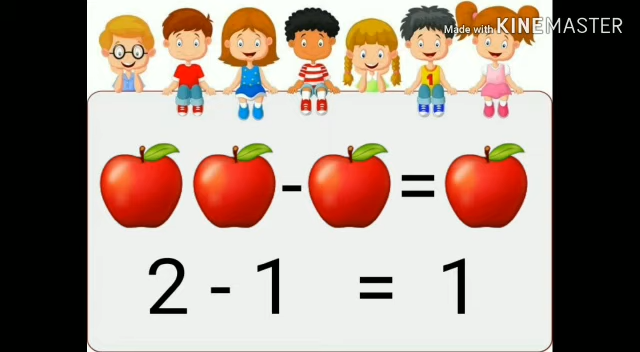 Made with KINEMASTER
1
- =
2 - 1 = 1